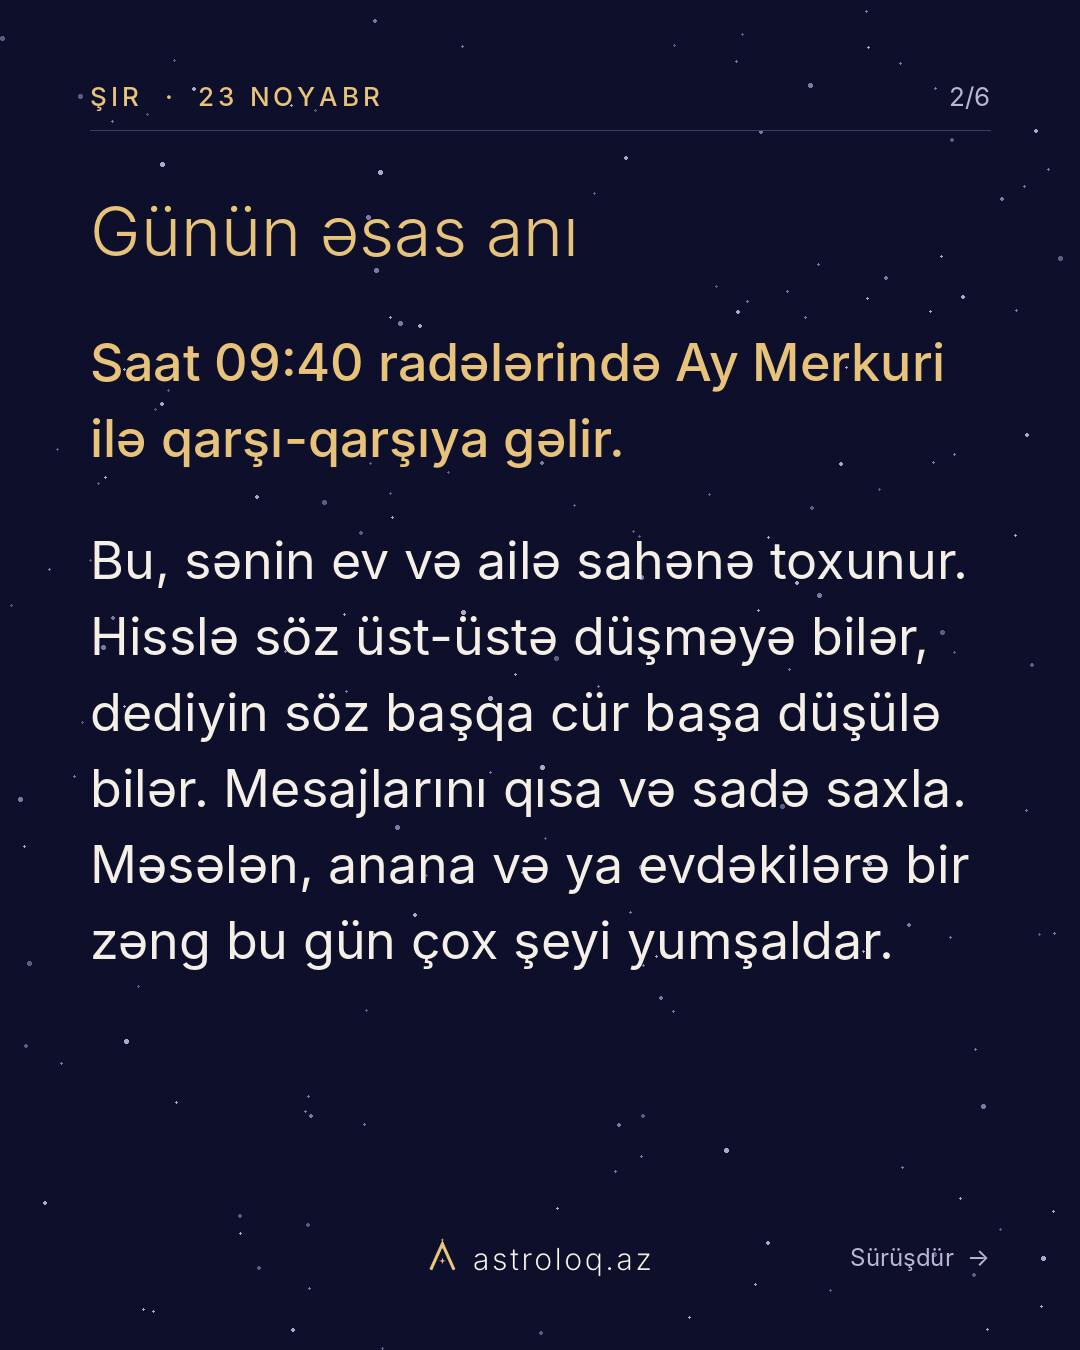 ŞIR · 23 NOYABR
2/6
Günün əsas anı
Saat 09:40 radələrində Ay Merkuri
ilə qarşı-qarşıya gəlir.
Bu, sənin ev və ailə sahənə toxunur.
Hisslə söz üst-üstə düşməyə bilər,
dediyin söz başqa cür başa düşülə
bilər. Mesajlarını qısa və sadə saxla.
Məsələn, anana və ya evdəkilərə bir
zəng bu gün çox şeyi yumşaldar.
astroloq.az
Sürüşdür →